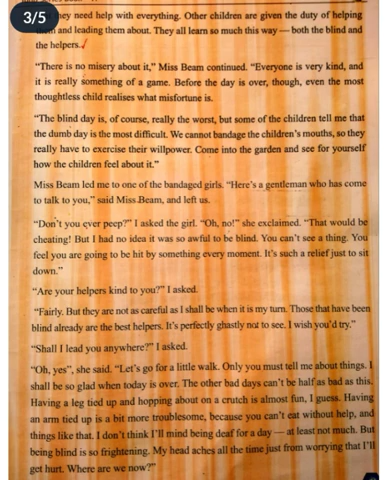 3/5
they need help with everything. Other children are given the duty of helping
and leading them about. They all learn so much this way — both the blind and
the helpers.
“There is no misery about it,” Miss Beam continued. “Everyone is very kind, and
it is really something of a game. Before the day is over, though, even the most
thoughtless child realises what misfortune is.
“The blind day is, of course, really the worst, but some of the children tell me that
the dumb day is the most difficult. We cannot bandage the children’s mouths, so they
really have to exercise their willpower. Come into the garden and see for yourself
how the children feel about it.”
Miss Beam led me to one of the bandaged girls. “Here’s a gentleman who has come
to talk to you,” said Miss Beam, and left us.
“Don’t you ever peep?” I asked the girl. “Oh, no!” she exclaimed. “That would be
cheating! But I had no idea it was so awful to be blind. You can’t see a thing. You
feel you are going to be hit by something every moment. It’s such a relief just to sit
down.”
“Are your helpers kind to you?” I asked.
“Fairly. But they are not as careful as I shall be when it is my turn. Those that have been
blind already are the best helpers. It’s perfectly ghastly not to see. I wish you’d try.”
“Shall I lead you anywhere?” I asked.
“Oh, yes”, she said. “Let’s go for a little walk. Only you must tell me about things. I
shall be so glad when today is over. The other bad days can’t be half as bad as this.
Having a leg tied up and hopping about on a crutch is almost fun, I guess. Having
an arm tied up is a bit more troublesome, because you can’t eat without help, and
things like that. I don’t think I’ll mind being deaf for a day — at least not much. But
being blind is so frightening. My head aches all the time just from worrying that I’ll
get hurt. Where are we now?”